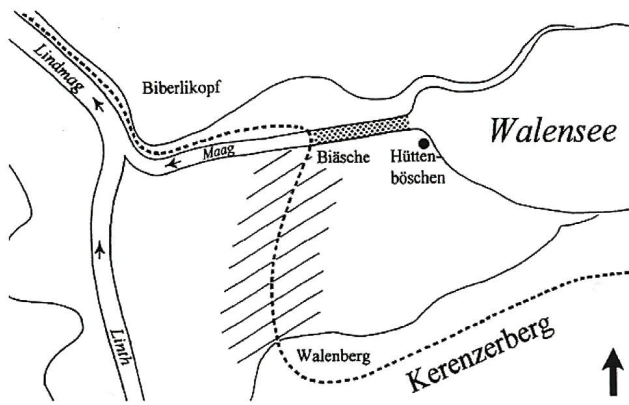 Lindmag
Biberlikopf
Walensee
Maag
Biäsche
Hütten-
böschen
Linth
Walenberg
Kerenzerberg